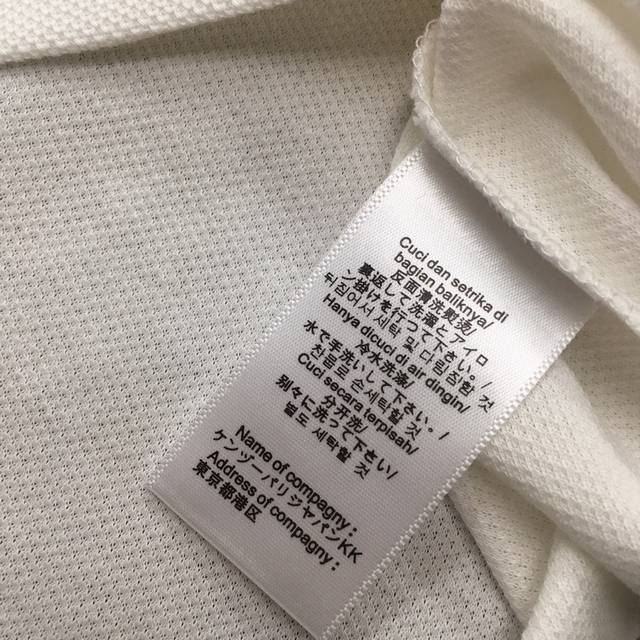 Cuci dan setrika di
bagian baliknya/
反面清洗熨烫/
裏返して洗濯とアイロ
ン掛けを行つて下さい。/
뒤집어서 세탁 및 다림질할 것
Hanya dicuci di air dingin/
冷水洗涤/
水で手洗いして下さい。/
찬물로 손세탁할 것
Cuci secara terpisah/
分开洗/
别々に洗って下さい/
별도 세탁할 것
Name of compagny :
ケンゾーパリジャパンKK
Address of compagny :
東京都港区